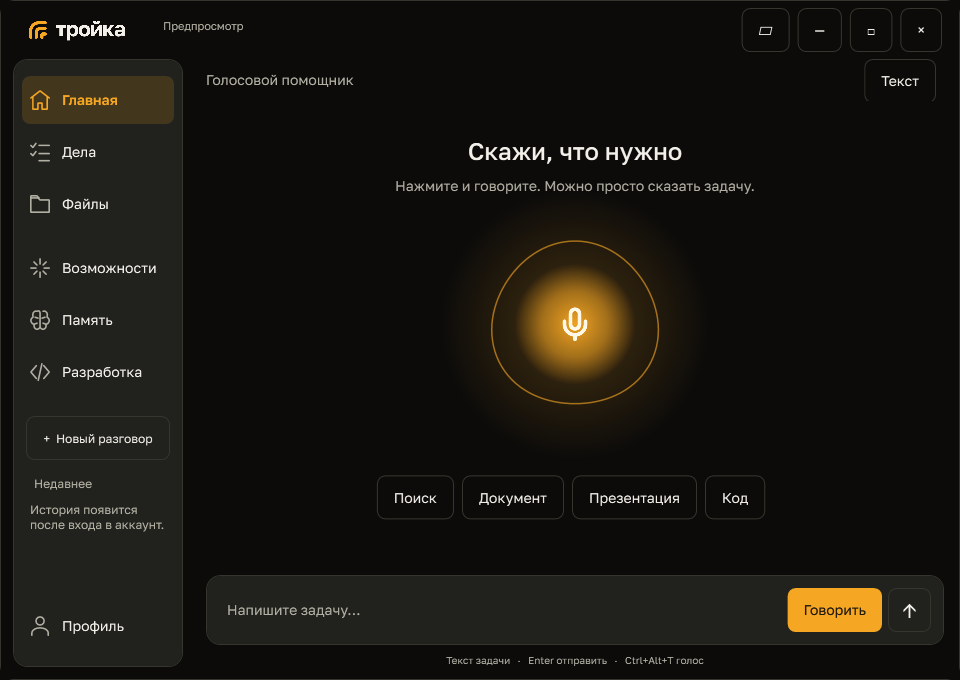 тройка
Предпросмотр
Голосовой помощник
Текст
Главная
Дела
Файлы
Возможности
Память
Разработка
+ Новый разговор
Недавнее
История появится
после входа в аккаунт.
Профиль
Скажи, что нужно
Нажмите и говорите. Можно просто сказать задачу.
Поиск
Документ
Презентация
Код
Напишите задачу...
Говорить
Текст задачи · Enter отправить · Ctrl+Alt+T голос